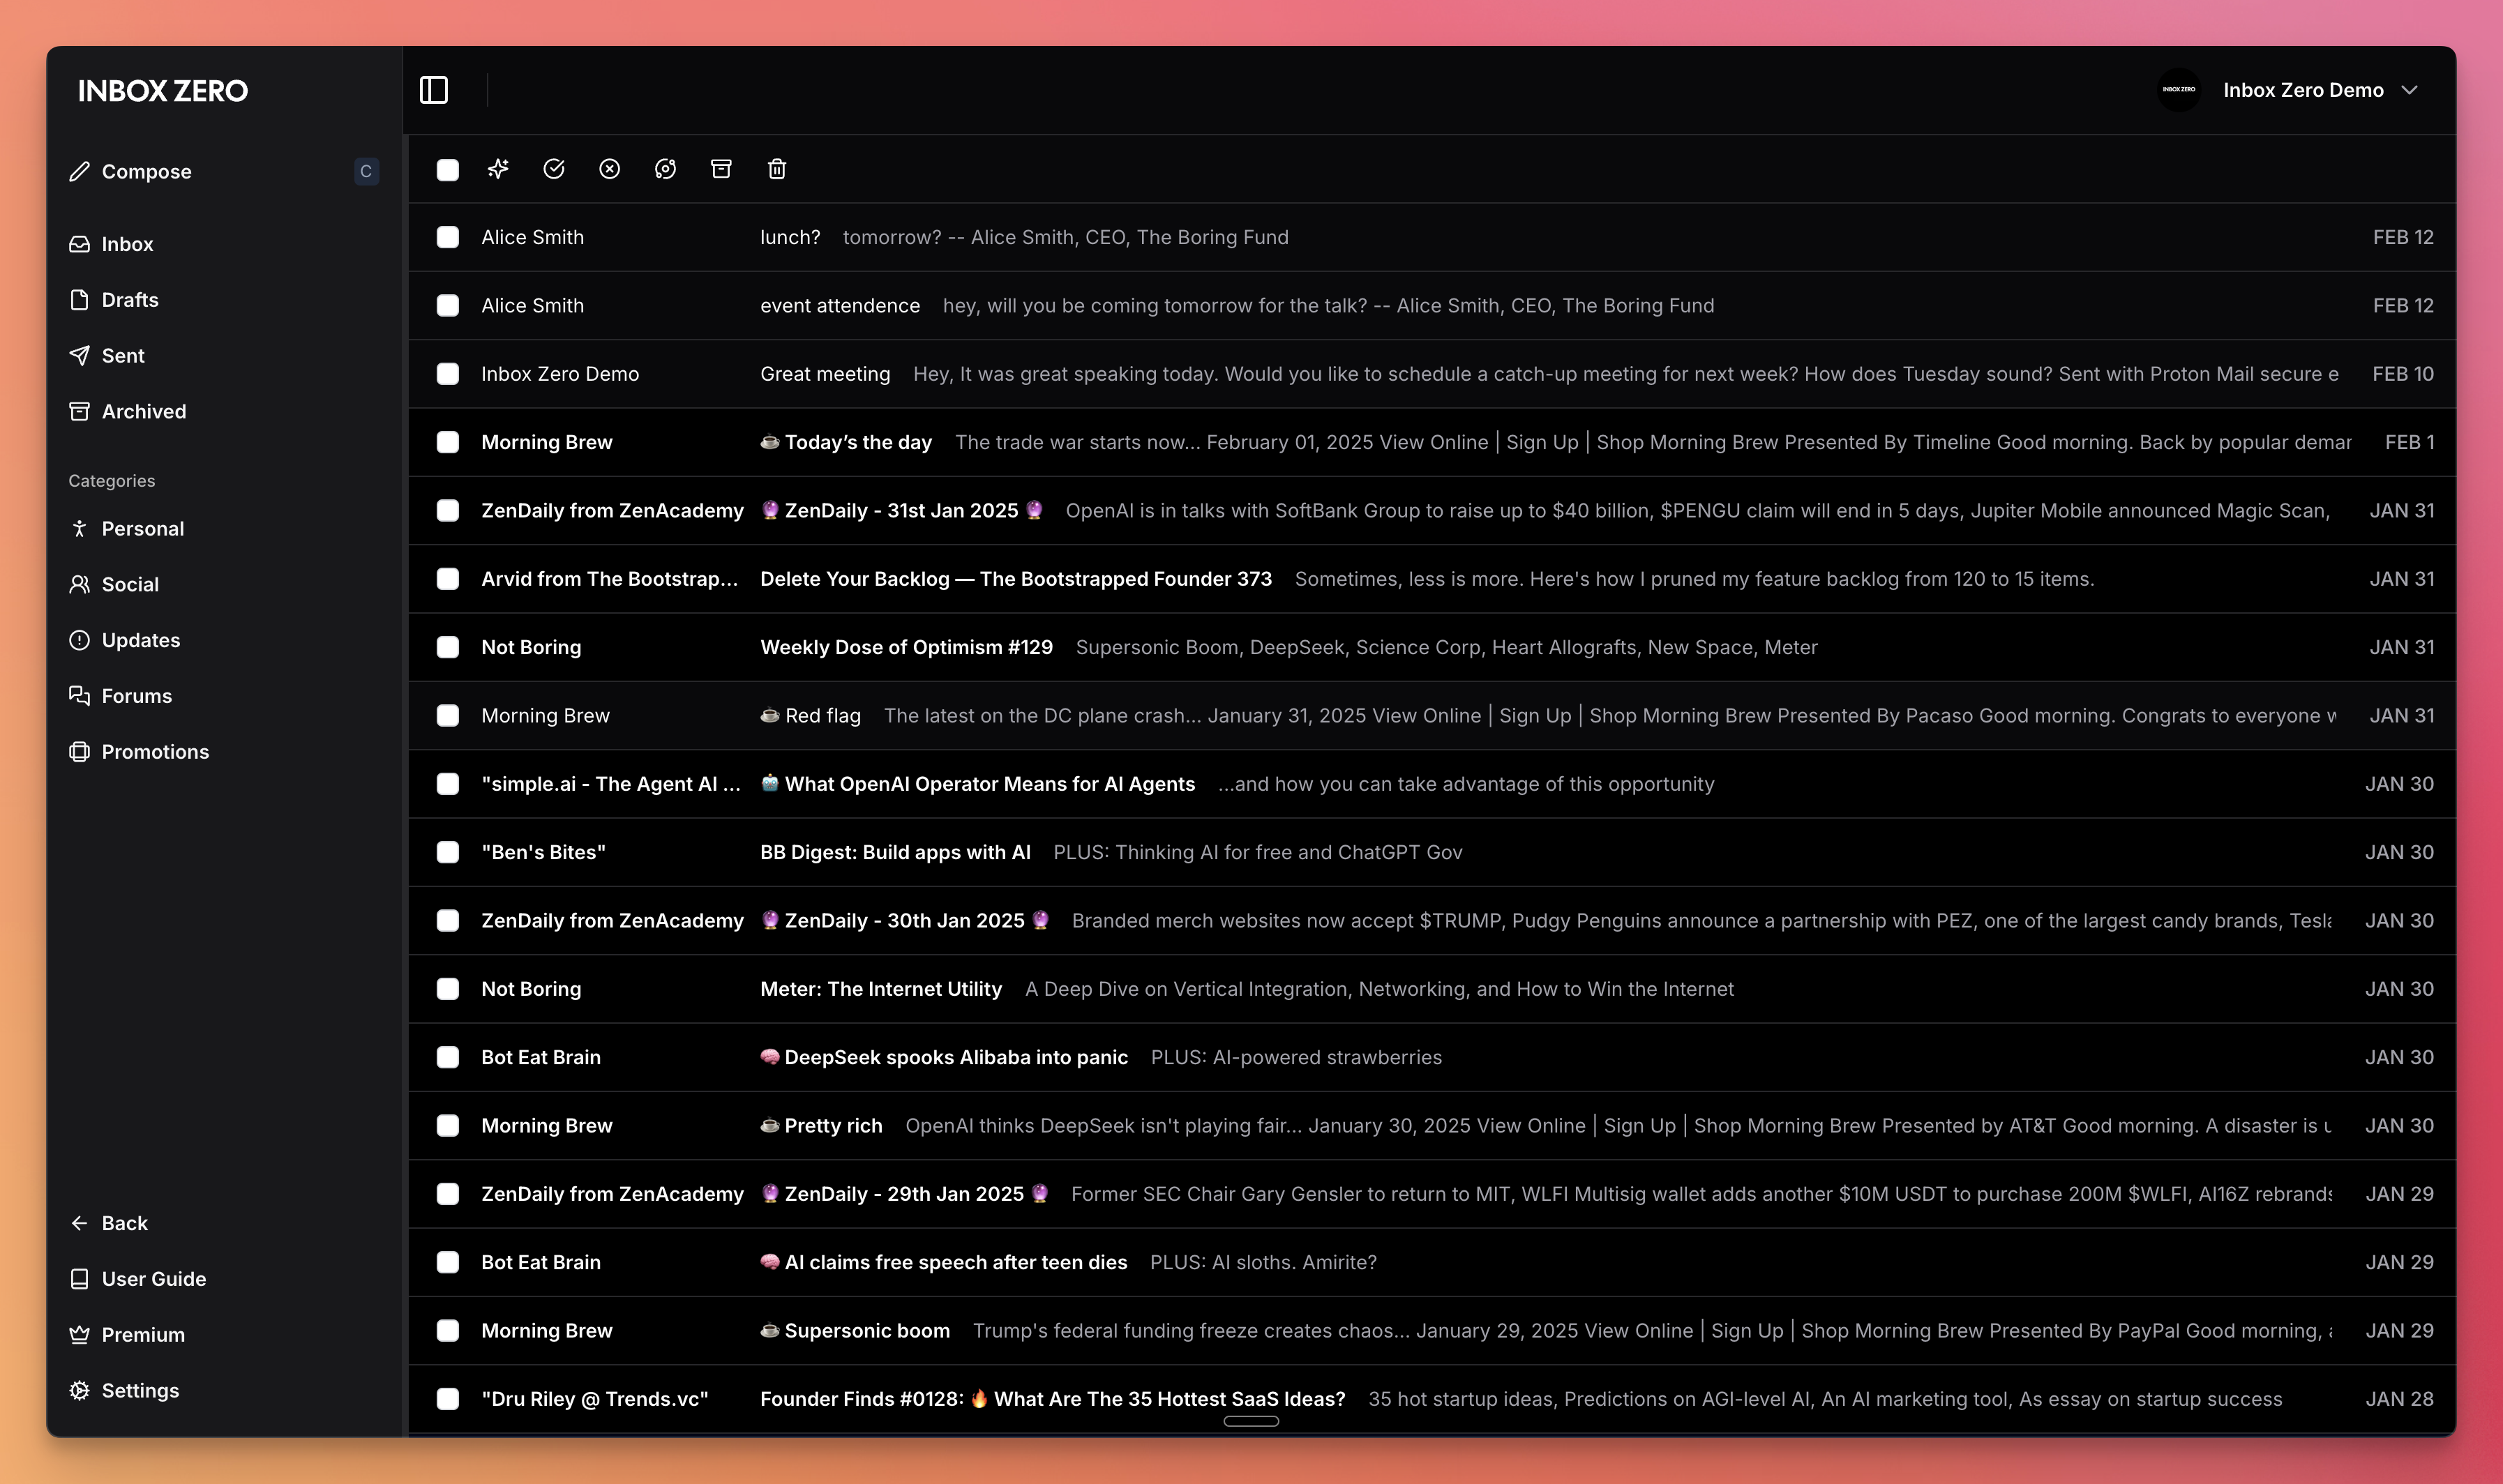 INBOX ZERO
Compose C
Inbox
Drafts
Sent
Archived
Categories
Personal
Social
Updates
Forums
Promotions
Back
User Guide
Premium
Settings
INBOX ZERO Inbox Zero Demo
Alice Smith lunch? tomorrow? -- Alice Smith, CEO, The Boring Fund FEB 12
Alice Smith event attendence hey, will you be coming tomorrow for the talk? -- Alice Smith, CEO, The Boring Fund FEB 12
Inbox Zero Demo Great meeting Hey, It was great speaking today. Would you like to schedule a catch-up meeting for next week? How does Tuesday sound? Sent with Proton Mail secure e FEB 10
Morning Brew ☕ Today’s the day The trade war starts now... February 01, 2025 View Online | Sign Up | Shop Morning Brew Presented By Timeline Good morning. Back by popular demar FEB 1
ZenDaily from ZenAcademy 🔮 ZenDaily - 31st Jan 2025 🔮 OpenAI is in talks with SoftBank Group to raise up to $40 billion, $PENGU claim will end in 5 days, Jupiter Mobile announced Magic Scan, JAN 31
Arvid from The Bootstrap... Delete Your Backlog — The Bootstrapped Founder 373 Sometimes, less is more. Here's how I pruned my feature backlog from 120 to 15 items. JAN 31
Not Boring Weekly Dose of Optimism #129 Supersonic Boom, DeepSeek, Science Corp, Heart Allografts, New Space, Meter JAN 31
Morning Brew ☕ Red flag The latest on the DC plane crash... January 31, 2025 View Online | Sign Up | Shop Morning Brew Presented By Pacaso Good morning. Congrats to everyone w JAN 31
"simple.ai - The Agent AI ... 🤖 What OpenAI Operator Means for AI Agents ...and how you can take advantage of this opportunity JAN 30
"Ben's Bites" BB Digest: Build apps with AI PLUS: Thinking AI for free and ChatGPT Gov JAN 30
ZenDaily from ZenAcademy 🔮 ZenDaily - 30th Jan 2025 🔮 Branded merch websites now accept $TRUMP, Pudgy Penguins announce a partnership with PEZ, one of the largest candy brands, Tesla JAN 30
Not Boring Meter: The Internet Utility A Deep Dive on Vertical Integration, Networking, and How to Win the Internet JAN 30
Bot Eat Brain 🧠 DeepSeek spooks Alibaba into panic PLUS: AI-powered strawberries JAN 30
Morning Brew ☕ Pretty rich OpenAI thinks DeepSeek isn't playing fair... January 30, 2025 View Online | Sign Up | Shop Morning Brew Presented by AT&T Good morning. A disaster is u JAN 30
ZenDaily from ZenAcademy 🔮 ZenDaily - 29th Jan 2025 🔮 Former SEC Chair Gary Gensler to return to MIT, WLFI Multisig wallet adds another $10M USDT to purchase 200M $WLFI, AI16Z rebrands JAN 29
Bot Eat Brain 🧠 AI claims free speech after teen dies PLUS: AI sloths. Amirite? JAN 29
Morning Brew ☕ Supersonic boom Trump's federal funding freeze creates chaos... January 29, 2025 View Online | Sign Up | Shop Morning Brew Presented By PayPal Good morning, JAN 29
"Dru Riley @ Trends.vc" Founder Finds #0128: 🔥 What Are The 35 Hottest SaaS Ideas? 35 hot startup ideas, Predictions on AGI-level AI, An AI marketing tool, As essay on startup success JAN 28